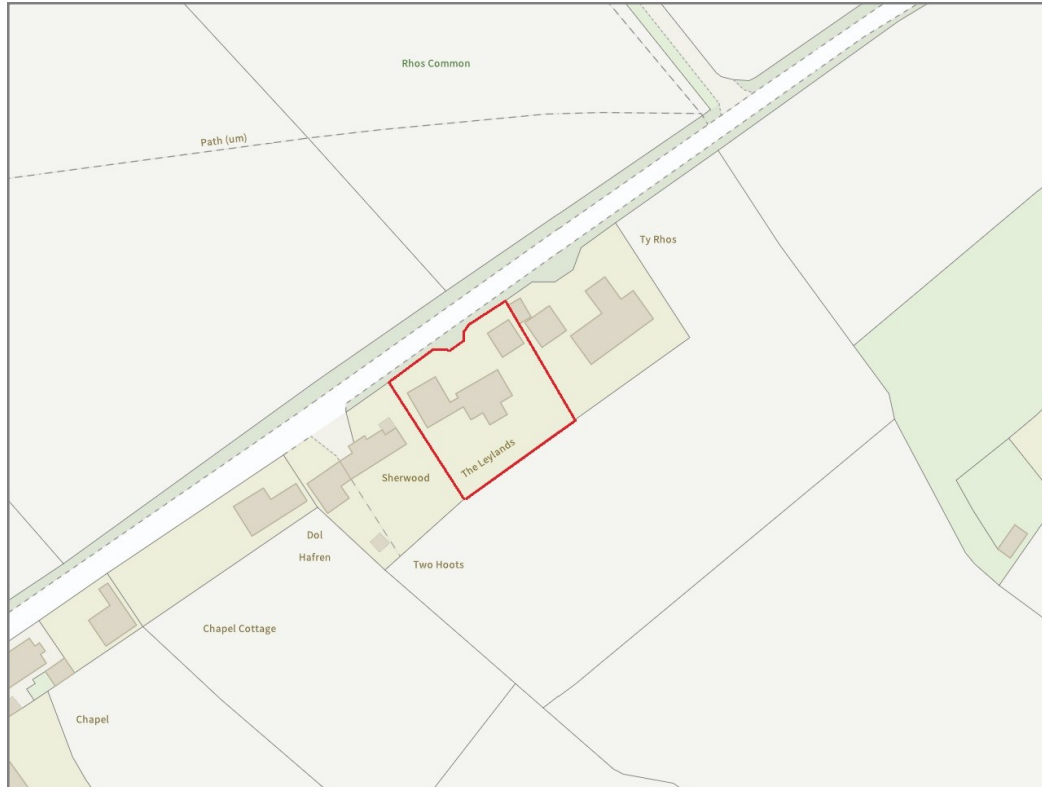 Rhos Common
Path (um)
Ty Rhos
The Leylands
Sherwood
Dol
Hafren
Two Hoots
Chapel Cottage
Chapel